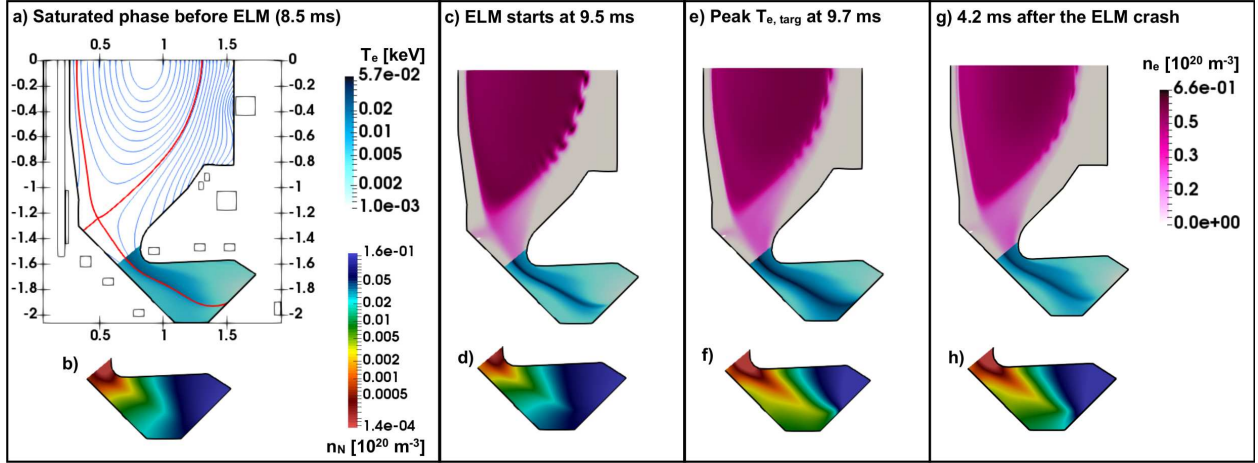 a) Saturated phase before ELM (8.5 ms)
0.5 1 1.5
0
-0.2
-0.4
-0.6
-0.8
-1
-1.2
-1.4
-1.6
-1.8
-2
0
-0.2
-0.4
-0.6
-0.8
-1
-1.2
-1.4
-1.6
-1.8
-2
0.5 1 1.5
Te [keV]
5.7e-02
0.02
0.01
0.005
0.002
1.0e-03
1.6e-01
0.05
0.02
0.01
0.005
0.002
0.001
0.0005
1.4e-04
nN [10^20 m^-3]
b)
c) ELM starts at 9.5 ms
d)
e) Peak Te, targ at 9.7 ms
f)
g) 4.2 ms after the ELM crash
ne [10^20 m^-3]
6.6e-01
0.5
0.3
0.2
0.0e+00
h)